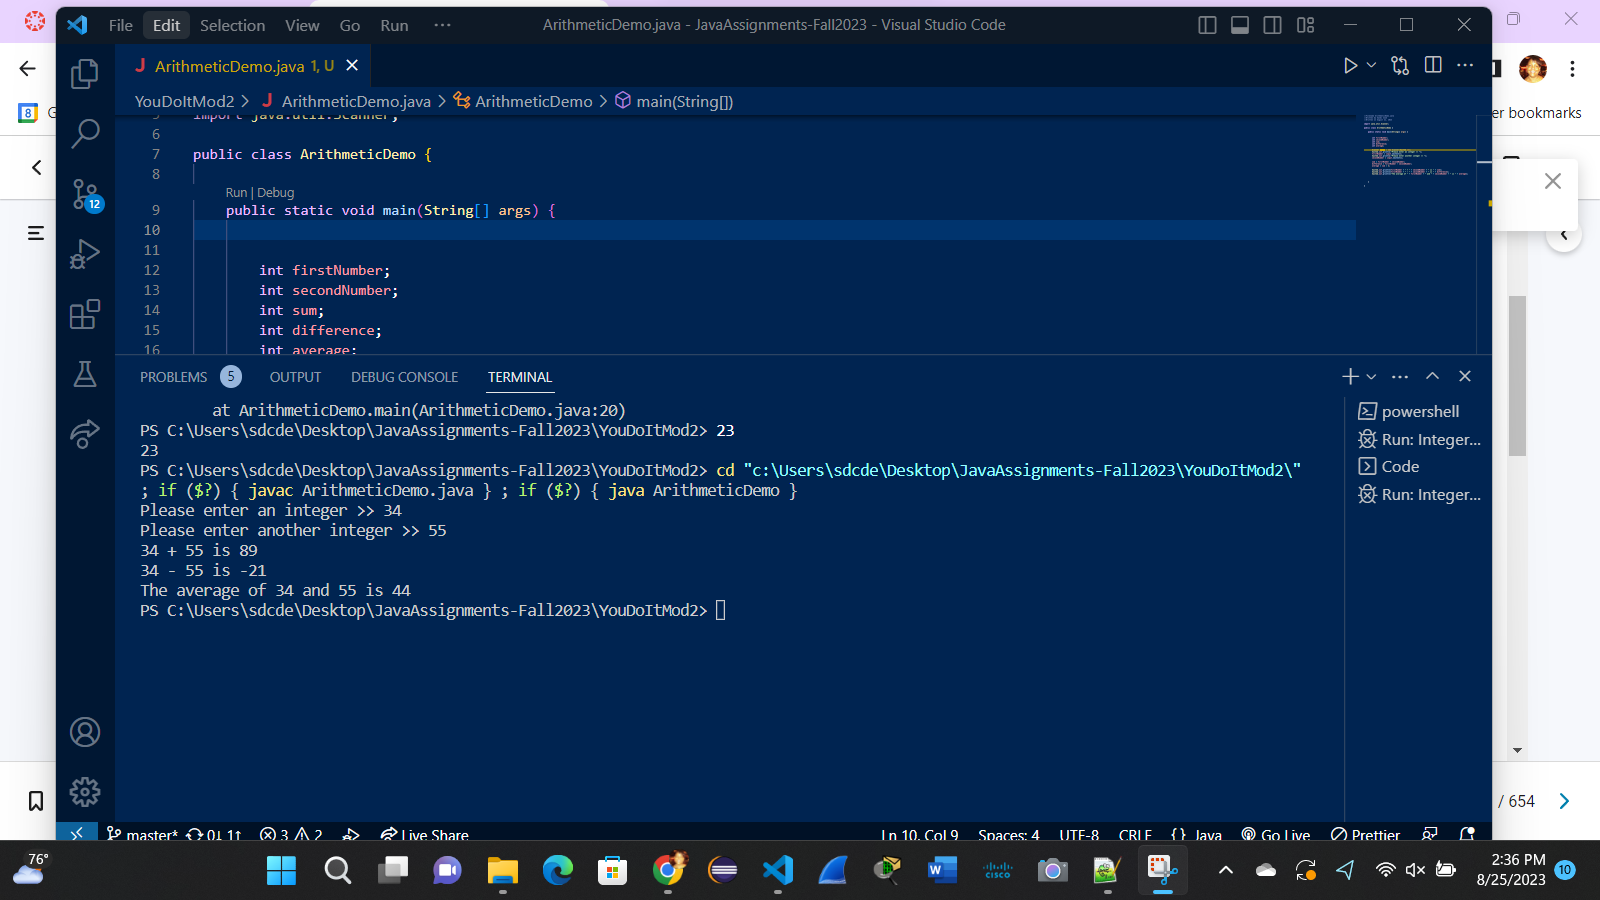 File Edit Selection View Go Run ··· ArithmeticDemo.java - JavaAssignments-Fall2023 - Visual Studio Code
J ArithmeticDemo.java 1, U
8 G er bookmarks
YouDoItMod2 > J ArithmeticDemo.java > ArithmeticDemo > main(String[])
5 import java.util.Scanner;
6
7 public class ArithmeticDemo {
8
Run | Debug
9 public static void main(String[] args) {
10
11
12 int firstNumber;
13 int secondNumber;
14 int sum;
15 int difference;
16 int average;
12
PROBLEMS 5 OUTPUT DEBUG CONSOLE TERMINAL
at ArithmeticDemo.main(ArithmeticDemo.java:20)
PS C:\Users\sdcde\Desktop\JavaAssignments-Fall2023\YouDoItMod2> 23
23
PS C:\Users\sdcde\Desktop\JavaAssignments-Fall2023\YouDoItMod2> cd "c:\Users\sdcde\Desktop\JavaAssignments-Fall2023\YouDoItMod2\"
; if ($?) { javac ArithmeticDemo.java } ; if ($?) { java ArithmeticDemo }
Please enter an integer >> 34
Please enter another integer >> 55
34 + 55 is 89
34 - 55 is -21
The average of 34 and 55 is 44
PS C:\Users\sdcde\Desktop\JavaAssignments-Fall2023\YouDoItMod2>
powershell
Run: Integer...
Code
Run: Integer...
/ 654
master* 0↓ 1↑ 3 2 Live Share Ln 10, Col 9 Spaces: 4 UTF-8 CRLF {} Java Go Live Prettier
76°
cisco
2:36 PM
8/25/2023
10